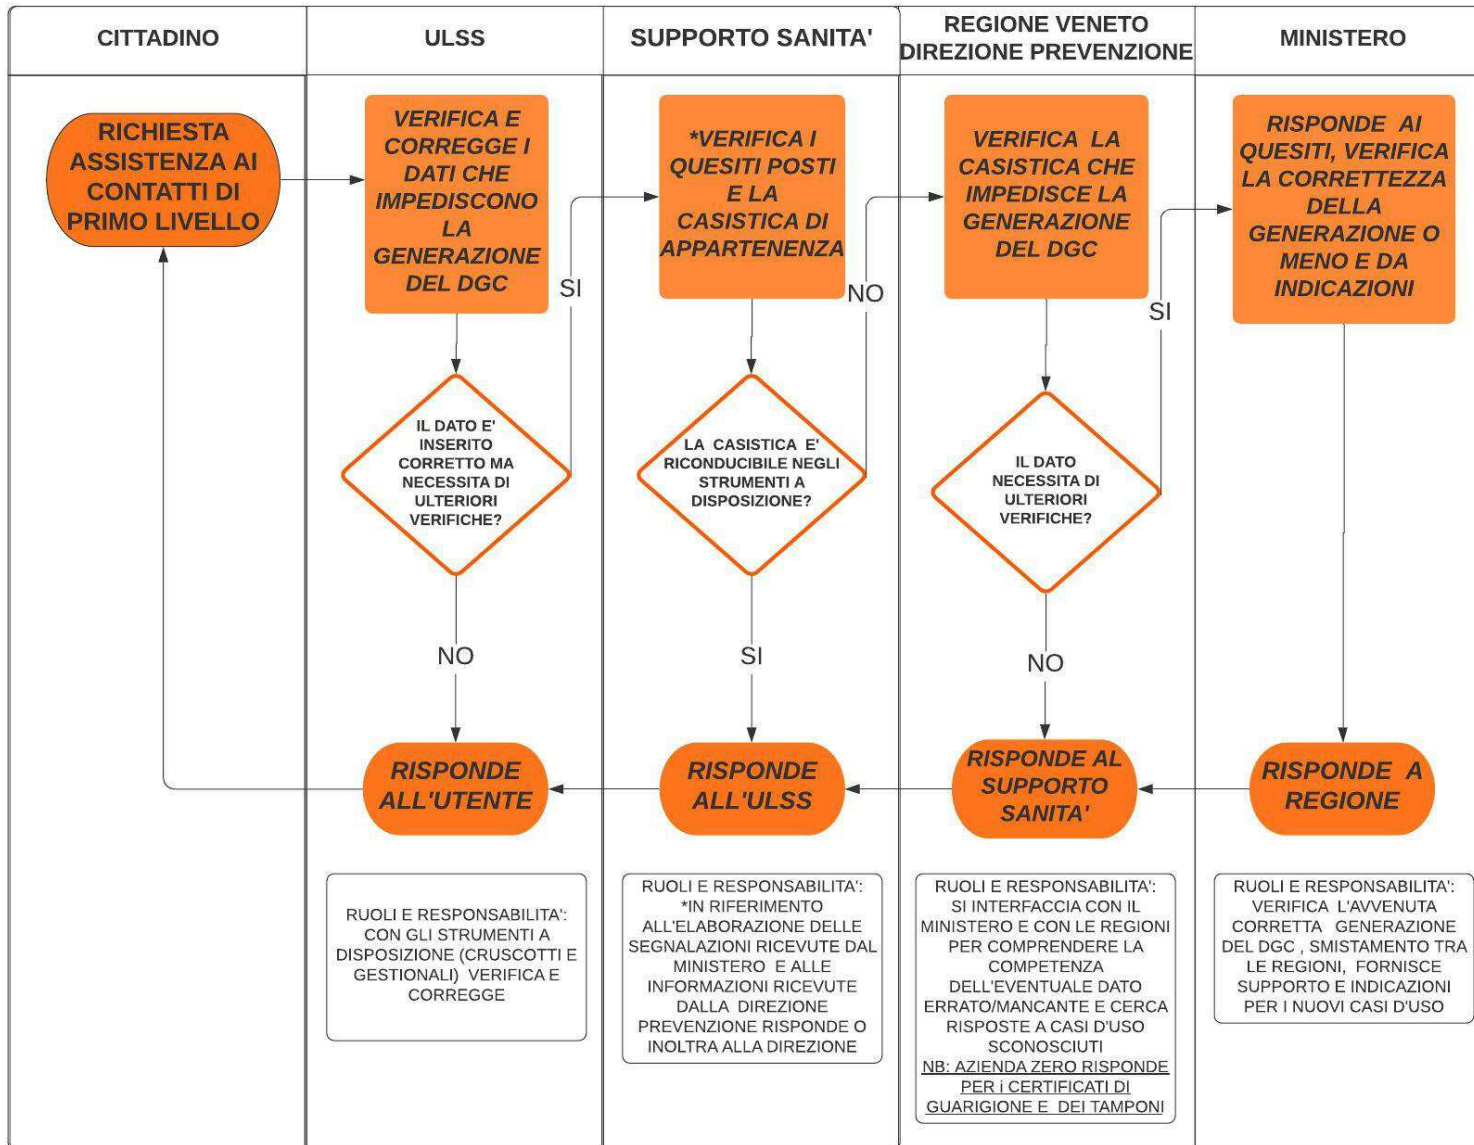 CITTADINO
ULSS
SUPPORTO SANITA'
REGIONE VENETO
DIREZIONE PREVENZIONE
MINISTERO
RICHIESTA
ASSISTENZA AI
CONTATTI DI
PRIMO LIVELLO
VERIFICA E
CORREGGE I
DATI CHE
IMPEDISCONO
LA
GENERAZIONE
DEL DGC
*VERIFICA I
QUESITI POSTI
E LA
CASISTICA DI
APPARTENENZA
VERIFICA LA
CASISTICA CHE
IMPEDISCE LA
GENERAZIONE
DEL DGC
RISPONDE AI
QUESITI, VERIFICA
LA CORRETTEZZA
DELLA
GENERAZIONE O
MENO E DA
INDICAZIONI
SI
NO
SI
IL DATO E'
INSERITO
CORRETTO MA
NECESSITA DI
ULTERIORI
VERIFICHE?
LA CASISTICA E'
RICONDUCIBILE NEGLI
STRUMENTI A
DISPOSIZIONE?
IL DATO
NECESSITA DI
ULTERIORI
VERIFICHE?
NO
SI
NO
RISPONDE
ALL'UTENTE
RISPONDE
ALL'ULSS
RISPONDE AL
SUPPORTO
SANITA'
RISPONDE A
REGIONE
RUOLI E RESPONSABILITA':
CON GLI STRUMENTI A
DISPOSIZIONE (CRUSCOTTI E
GESTIONALI) VERIFICA E
CORREGGE
RUOLI E RESPONSABILITA':
*IN RIFERIMENTO
ALL'ELABORAZIONE DELLE
SEGNALAZIONI RICEVUTE DAL
MINISTERO E ALLE
INFORMAZIONI RICEVUTE
DALLA DIREZIONE
PREVENZIONE RISPONDE O
INOLTRA ALLA DIREZIONE
RUOLI E RESPONSABILITA':
SI INTERFACCIA CON IL
MINISTERO E CON LE REGIONI
PER COMPRENDERE LA
COMPETENZA
DELL'EVENTUALE DATO
ERRATO/MANCANTE E CERCA
RISPOSTE A CASI D'USO
SCONOSCIUTI
NB: AZIENDA ZERO RISPONDE
PER i CERTIFICATI DI
GUARIGIONE E DEI TAMPONI
RUOLI E RESPONSABILITA':
VERIFICA L'AVVENUTA
CORRETTA GENERAZIONE
DEL DGC , SMISTAMENTO TRA
LE REGIONI, FORNISCE
SUPPORTO E INDICAZIONI
PER I NUOVI CASI D'USO